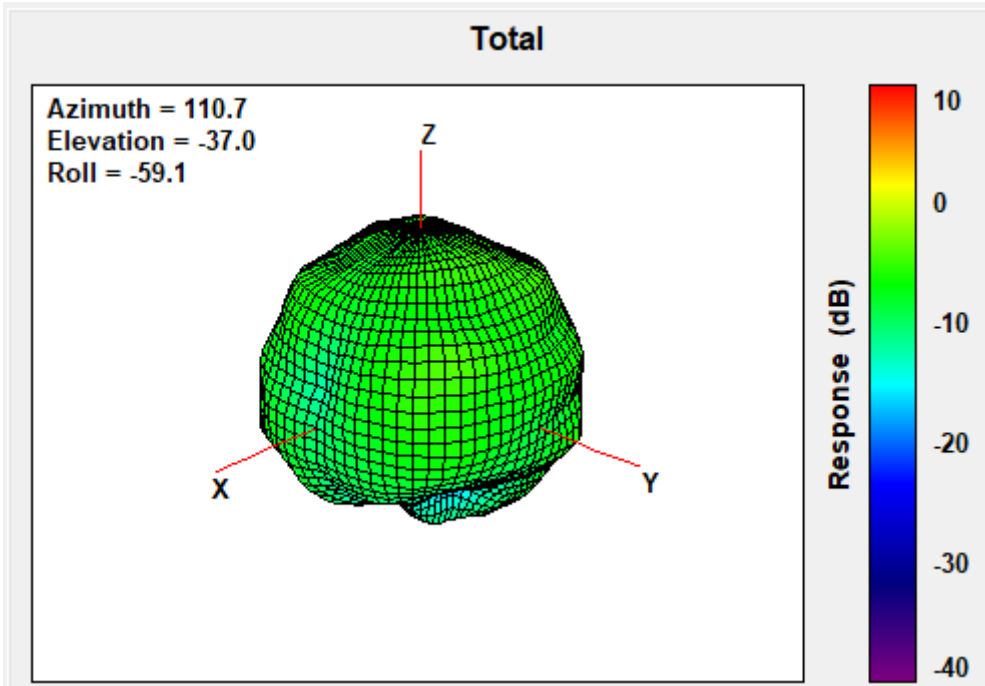 Total
Azimuth = 110.7
Elevation = -37.0
Roll = -59.1
Z
X
Y
10
0
-10
-20
-30
-40
Response (dB)